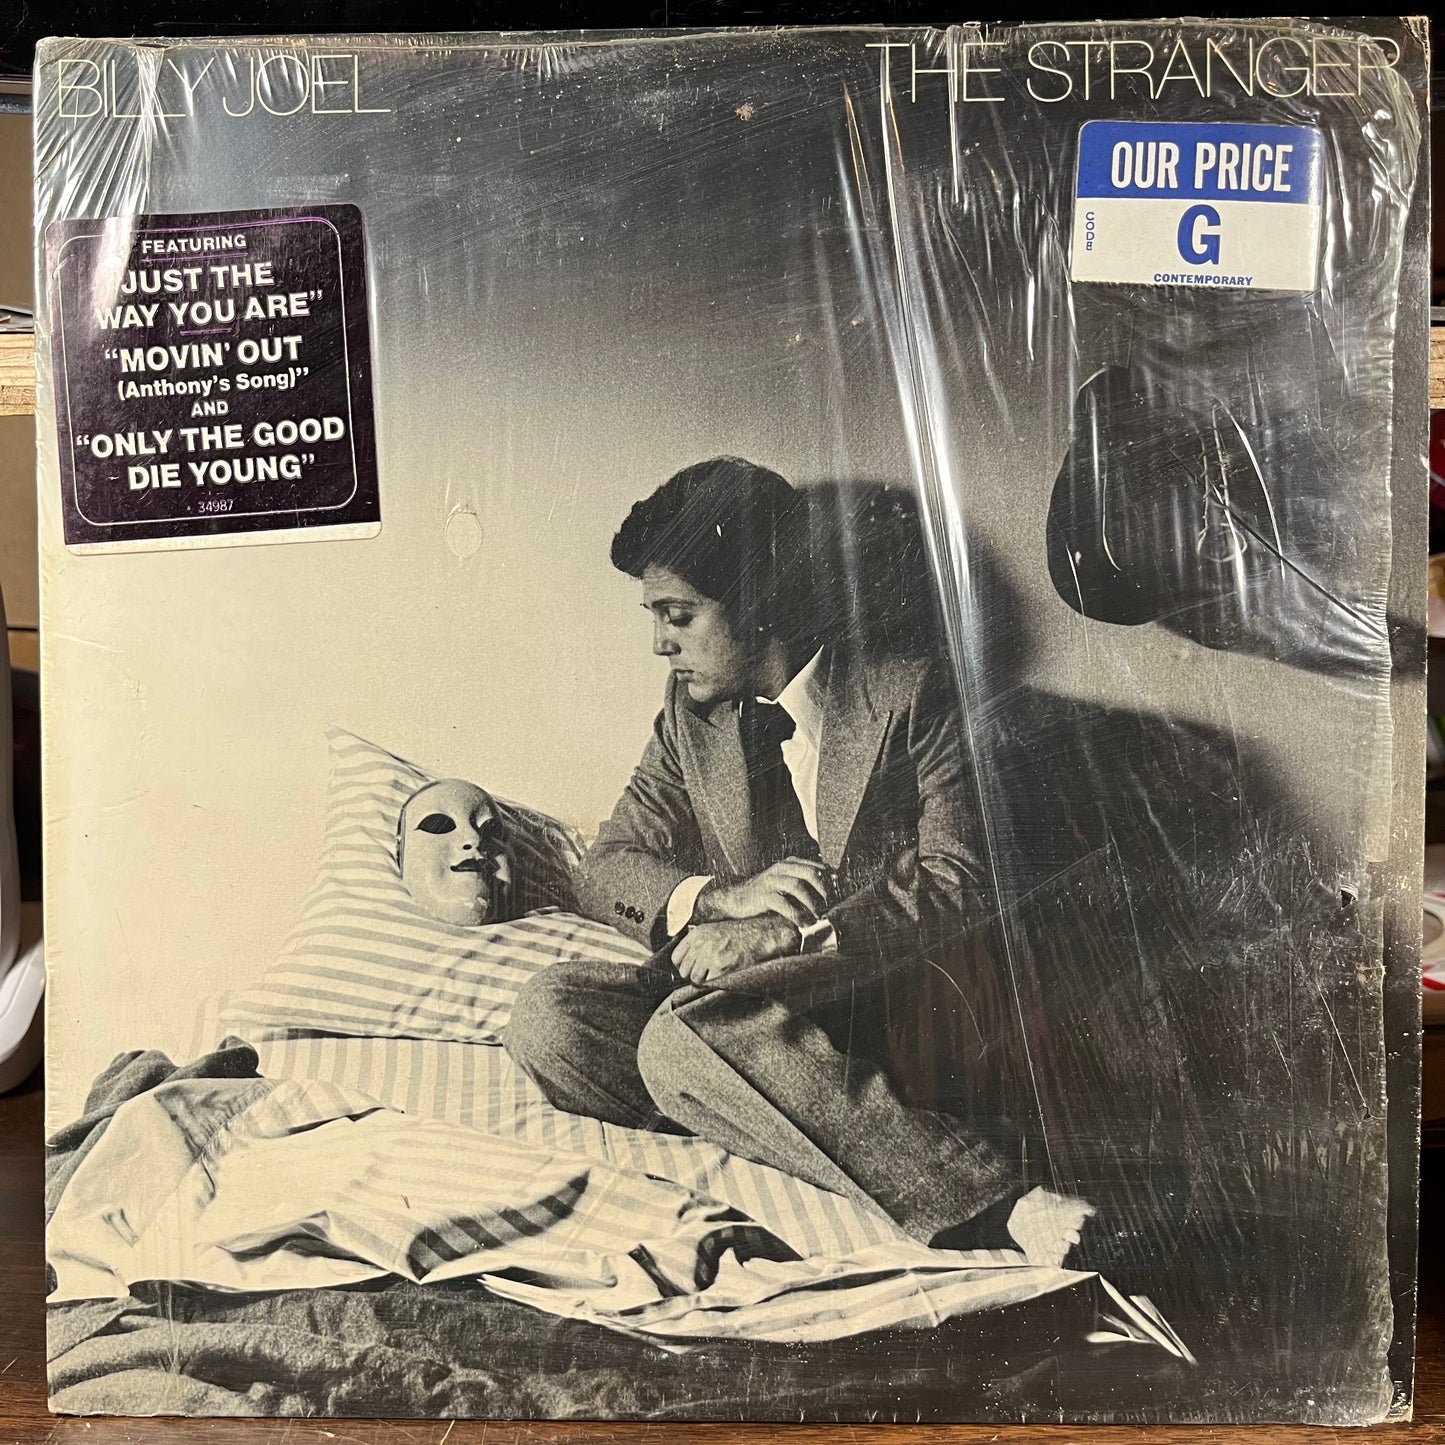 BILLY JOEL
THE STRANGER
OUR PRICE
CODE
G
CONTEMPORARY
FEATURING
JUST THE
WAY YOU ARE"
"MOVIN' OUT
(Anthony's Song)"
AND
"ONLY THE GOOD
DIE YOUNG"
34987